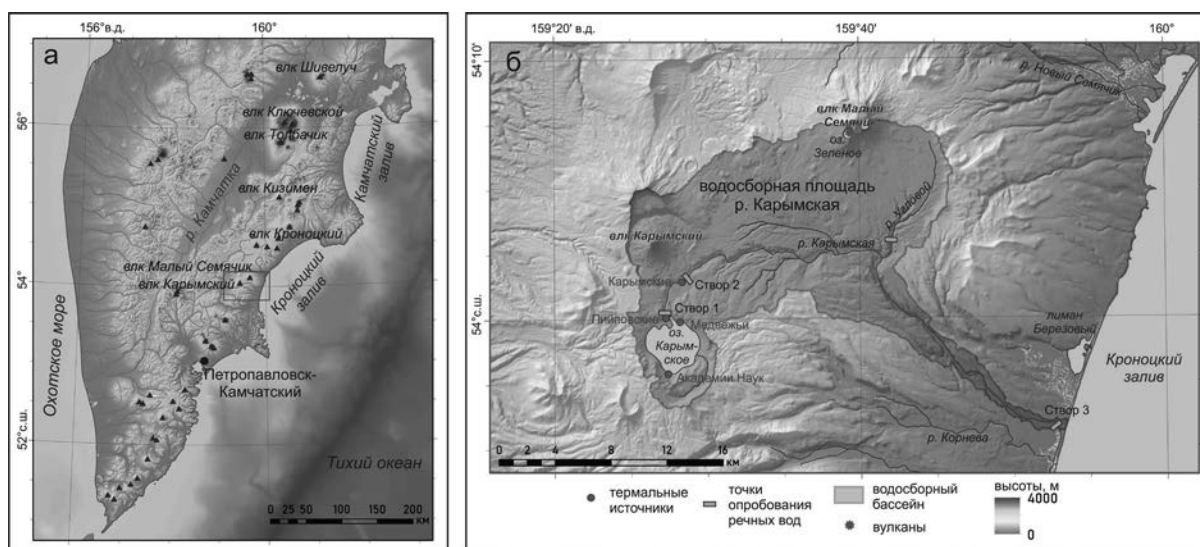 156°в.д.
160°
а
влк Шивелуч
56°
влк Ключевской
влк Толбачик
Камчатский
залив
р. Камчатка
влк Кизимен
влк Кроноцкий
54°
влк Малый Семячик
влк Карымский
Кроноцкий
залив
Охотское море
Петропавловск-
Камчатский
52°с.ш.
Тихий океан
0 25 50 100 150 200
км
159°20' в.д.
159°40'
160°
54°10'
б
р. Новый Семячик
влк Малый
Семячик
оз.
Зеленое
водосборная площадь
р. Карымская
р. Угловой
влк Карымский
р. Карымская
Карымские
Створ 2
54°с.ш.
Створ 1
Пийповские
Медвежьи
оз.
Карым-
ское
Академии Наук
лиман
Березовый
Кроноцкий
залив
Створ 3
р. Корнева
0 2 4 8 12 16
км
термальные
источники
точки
опробования
речных вод
водосборный
бассейн
вулканы
высоты, м
4000
0